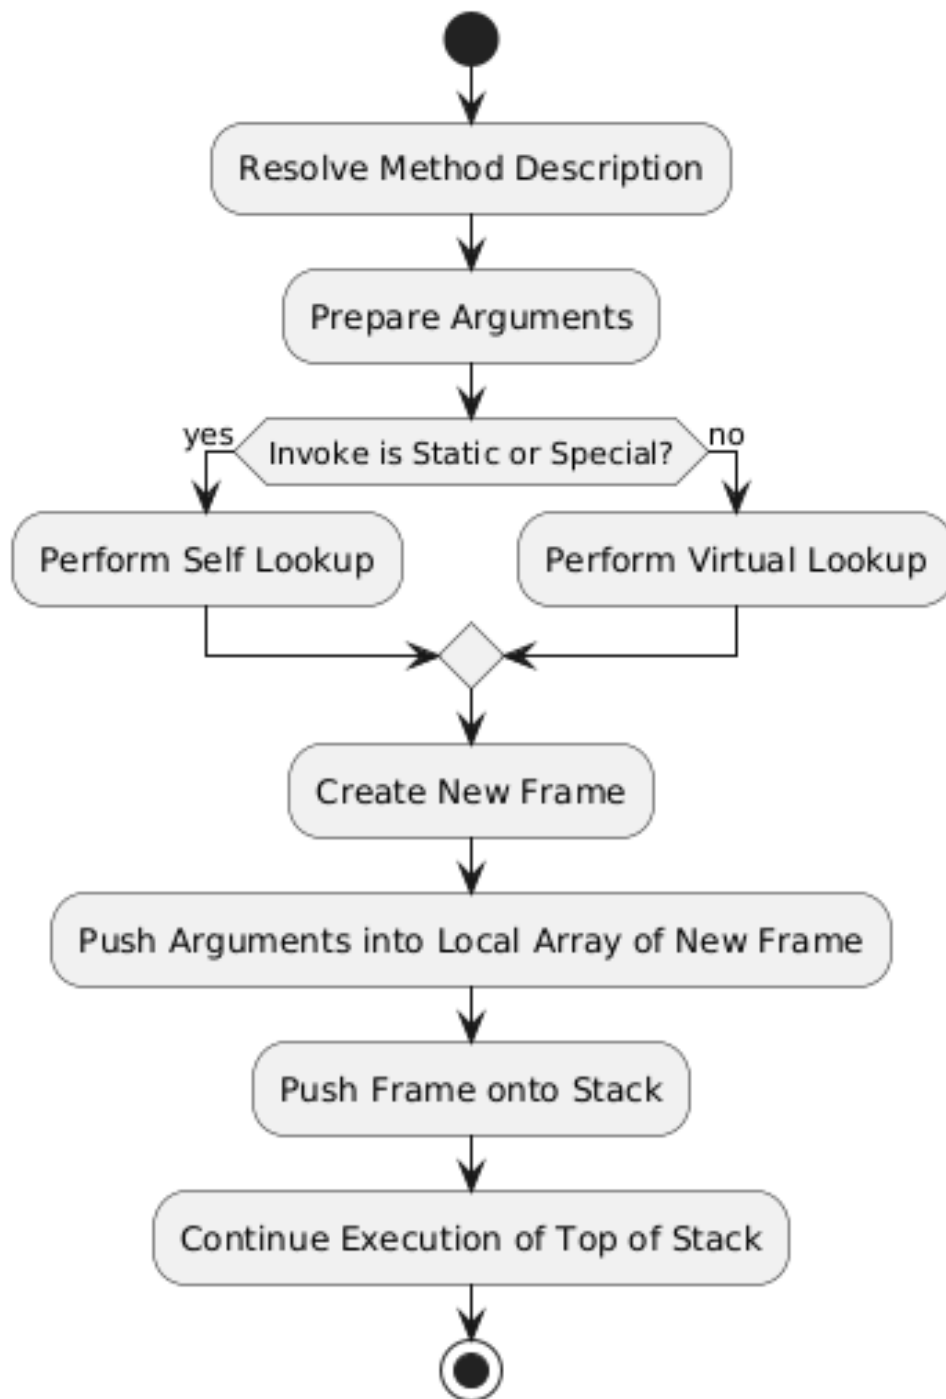 Resolve Method Description
Prepare Arguments
yes
Invoke is Static or Special?
no
Perform Self Lookup
Perform Virtual Lookup
Create New Frame
Push Arguments into Local Array of New Frame
Push Frame onto Stack
Continue Execution of Top of Stack